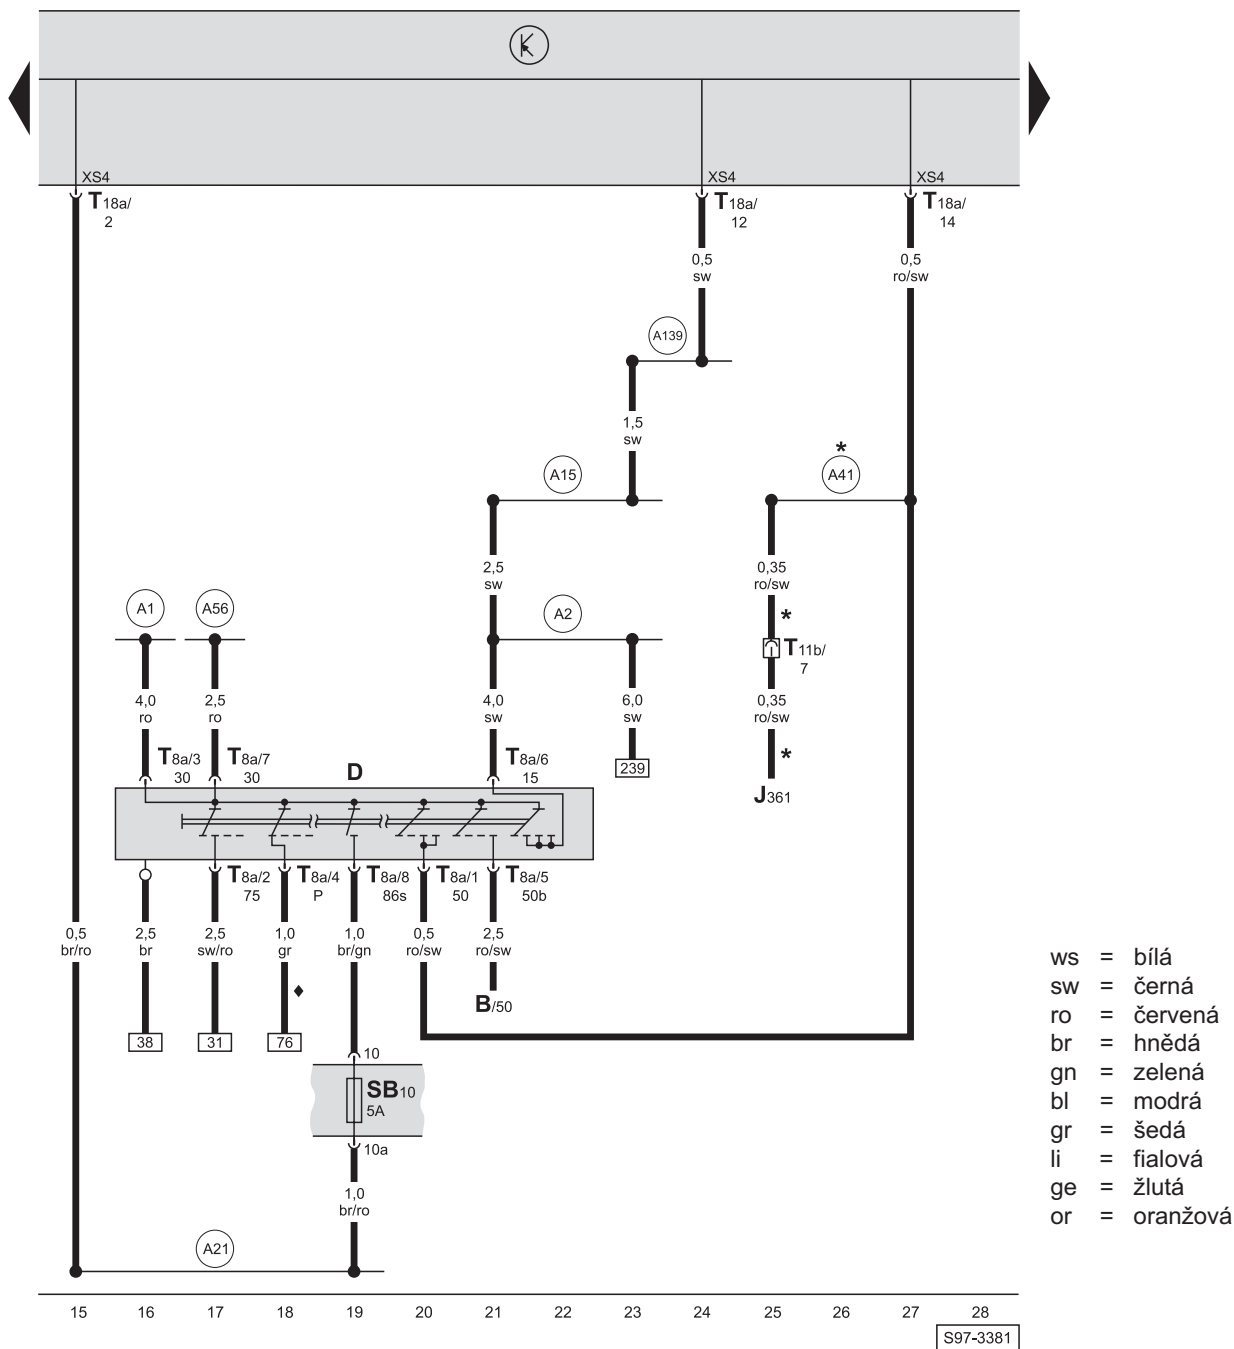 XS4 XS4 XS4
T18a/ T18a/ T18a/
2 12 14
0,5 0,5
sw ro/sw
A139
1,5
sw
*
A15 A41
2,5 0,35
sw ro/sw
A1 A56 A2 *
T11b/
7
4,0 2,5 4,0 6,0 0,35
ro ro sw sw ro/sw
*
T8a/3 T8a/7 T8a/6
30 30 D 15 239
J361
T8a/2 T8a/4 T8a/8 T8a/1 T8a/5
75 P 86s 50 50b
0,5 2,5 2,5 1,0 1,0 0,5 2,5
br/ro br sw/ro gr br/gn ro/sw ro/sw
B/50
38 31 76
10
SB10
5A
10a
1,0
br/ro
A21
15 16 17 18 19 20 21 22 23 24 25 26 27 28
S97-3381
ws = bílá
sw = černá
ro = červená
br = hnědá
gn = zelená
bl = modrá
gr = šedá
li = fialová
ge = žlutá
or = oranžová